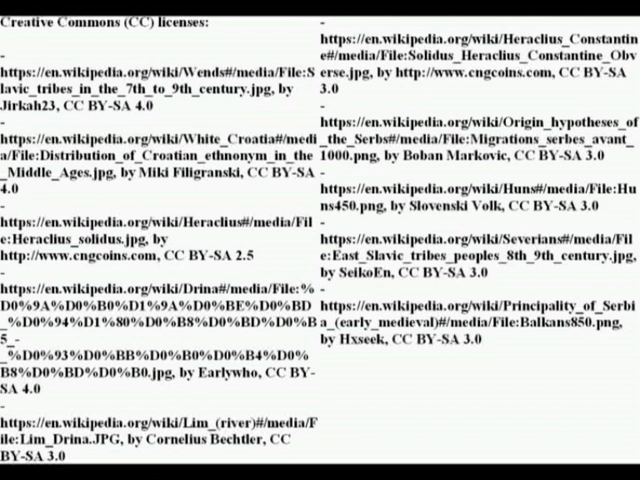 Creative Commons (CC) licenses:
-
https://en.wikipedia.org/wiki/Wends#/media/File:S
lavic_tribes_in_the_7th_to_9th_century.jpg, by
Jirkah23, CC BY-SA 4.0
-
https://en.wikipedia.org/wiki/White_Croatia#/medi
a/File:Distribution_of_Croatian_ethnonym_in_the
_Middle_Ages.jpg, by Miki Filigranski, CC BY-SA
4.0
-
https://en.wikipedia.org/wiki/Heraclius#/media/Fil
e:Heraclius_solidus.jpg, by
http://www.cngcoins.com, CC BY-SA 2.5
-
https://en.wikipedia.org/wiki/Drina#/media/File:%
D0%9A%D0%B0%D1%9A%D0%BE%D0%BD
_%D0%94%D1%80%D0%B8%D0%BD%D0%B
5_-
_%D0%93%D0%BB%D0%B0%D0%B4%D0%
B8%D0%BD%D0%B0.jpg, by Earlywho, CC BY-
SA 4.0
-
https://en.wikipedia.org/wiki/Lim_(river)#/media/F
ile:Lim_Drina.JPG, by Cornelius Bechtler, CC
BY-SA 3.0
-
https://en.wikipedia.org/wiki/Heraclius_Constantin
e#/media/File:Solidus_Heraclius_Constantine_Obv
erse.jpg, by http://www.cngcoins.com, CC BY-SA
3.0
-
https://en.wikipedia.org/wiki/Origin_hypotheses_of
_the_Serbs#/media/File:Migrations_serbes_avant_
1000.png, by Boban Markovic, CC BY-SA 3.0
-
https://en.wikipedia.org/wiki/Huns#/media/File:Hu
ns450.png, by Slovenski Volk, CC BY-SA 3.0
-
https://en.wikipedia.org/wiki/Severians#/media/Fil
e:East_Slavic_tribes_peoples_8th_9th_century.jpg,
by SeikoEn, CC BY-SA 3.0
-
https://en.wikipedia.org/wiki/Principality_of_Serbi
a_(early_medieval)#/media/File:Balkans850.png,
by Hxseek, CC BY-SA 3.0